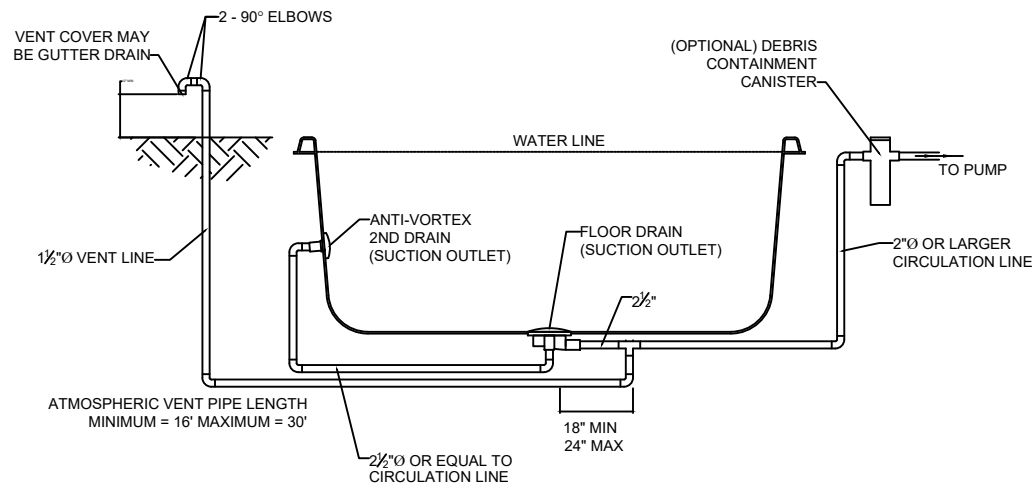 2 - 90° ELBOWS
VENT COVER MAY
BE GUTTER DRAIN
(OPTIONAL) DEBRIS
CONTAINMENT
CANISTER
WATER LINE
TO PUMP
ANTI-VORTEX
2ND DRAIN
(SUCTION OUTLET)
FLOOR DRAIN
(SUCTION OUTLET)
1½"Ø VENT LINE
2"Ø OR LARGER
CIRCULATION LINE
2½"
ATMOSPHERIC VENT PIPE LENGTH
MINIMUM = 16' MAXIMUM = 30'
18" MIN
24" MAX
2½"Ø OR EQUAL TO
CIRCULATION LINE